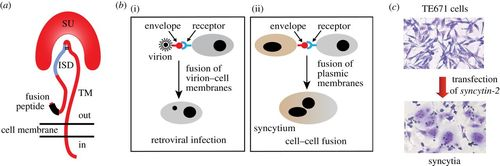 (a)
SU
ISD
TM
fusion
peptide
out
cell membrane
in
(b)
(i)
envelope
receptor
virion
fusion of
virion–cell
membranes
retroviral infection
(ii)
envelope
receptor
fusion of
plasmic
membranes
syncytium
cell–cell fusion
(c)
TE671 cells
transfection
of syncytin-2
syncytia